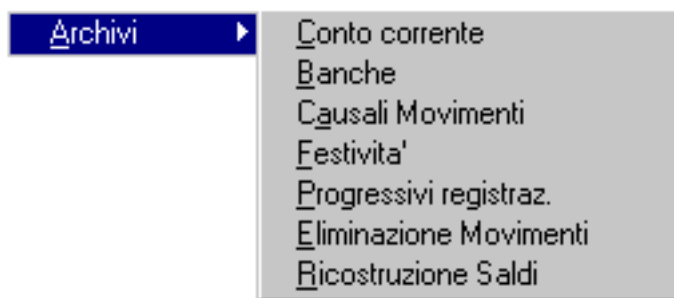 Archivi
Conto corrente
Banche
Causali Movimenti
Festivita'
Progressivi registraz.
Eliminazione Movimenti
Ricostruzione Saldi